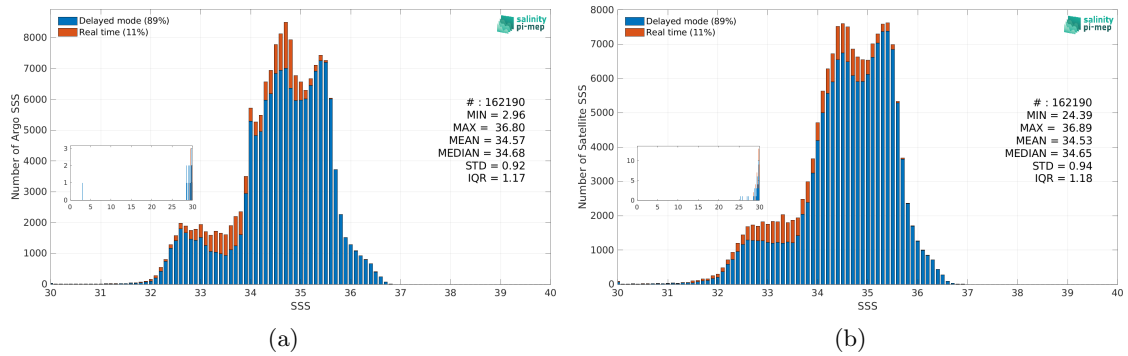 Delayed mode (89%)
Real time (11%)
salinity
pi-mep
Number of Argo SSS
8000
7000
6000
5000
4000
3000
2000
1000
0
# : 162190
MIN = 2.96
MAX = 36.80
MEAN = 34.57
MEDIAN = 34.68
STD = 0.92
IQR = 1.17
3
2
1
0
0 5 10 15 20 25 30
30 31 32 33 34 35 36 37 38 39 40
SSS
(a)
Delayed mode (89%)
Real time (11%)
salinity
pi-mep
Number of Satellite SSS
8000
7000
6000
5000
4000
3000
2000
1000
0
# : 162190
MIN = 24.39
MAX = 36.89
MEAN = 34.53
MEDIAN = 34.65
STD = 0.94
IQR = 1.18
10
5
0
0 5 10 15 20 25 30
30 31 32 33 34 35 36 37 38 39 40
SSS
(b)